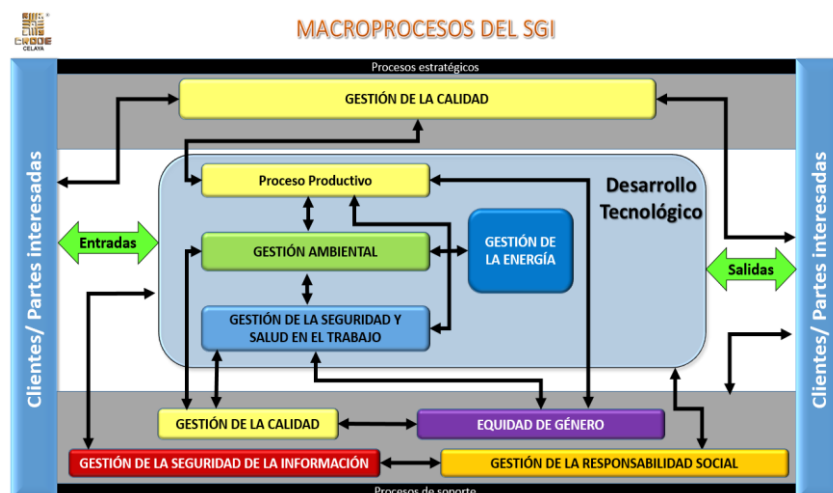 MACROPROCESOS DEL SGI
CRODE
CELAYA
Procesos estratégicos
GESTIÓN DE LA CALIDAD
Clientes/ Partes interesadas
Clientes/ Partes interesadas
Proceso Productivo
Desarrollo
Tecnológico
Entradas
GESTIÓN AMBIENTAL
GESTIÓN DE
LA ENERGÍA
Salidas
GESTIÓN DE LA SEGURIDAD Y
SALUD EN EL TRABAJO
GESTIÓN DE LA CALIDAD
EQUIDAD DE GÉNERO
GESTIÓN DE LA SEGURIDAD DE LA INFORMACIÓN
GESTIÓN DE LA RESPONSABILIDAD SOCIAL
Procesos de soporte